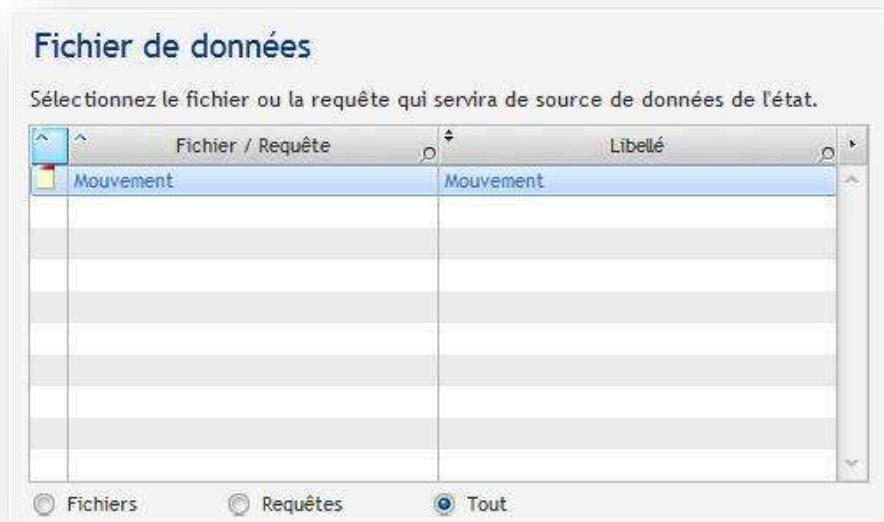 Fichier de données
Sélectionnez le fichier ou la requête qui servira de source de données de l'état.
Fichier / Requête Libellé
Mouvement Mouvement
Fichiers Requêtes Tout